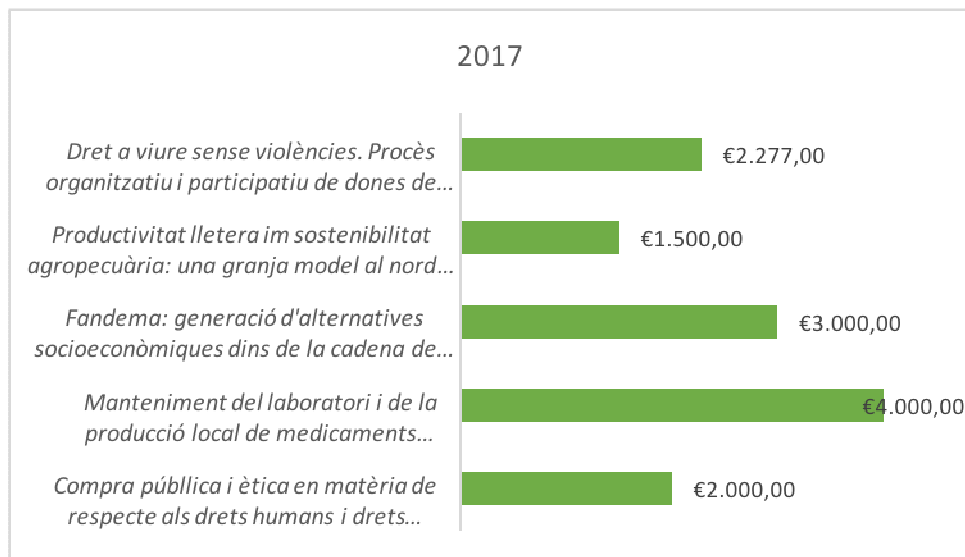 2017
Dret a viure sense violències. Procès
organitzatiu i participatiu de dones de...
€2.277,00
Productivitat lletera im sostenibilitat
agropecuària: una granja model al nord...
€1.500,00
Fandema: generació d'alternatives
socioeconòmiques dins de la cadena de...
€3.000,00
Manteniment del laboratori i de la
producció local de medicaments...
€4.000,00
Compra públlica i ètica en matèria de
respecte als drets humans i drets...
€2.000,00